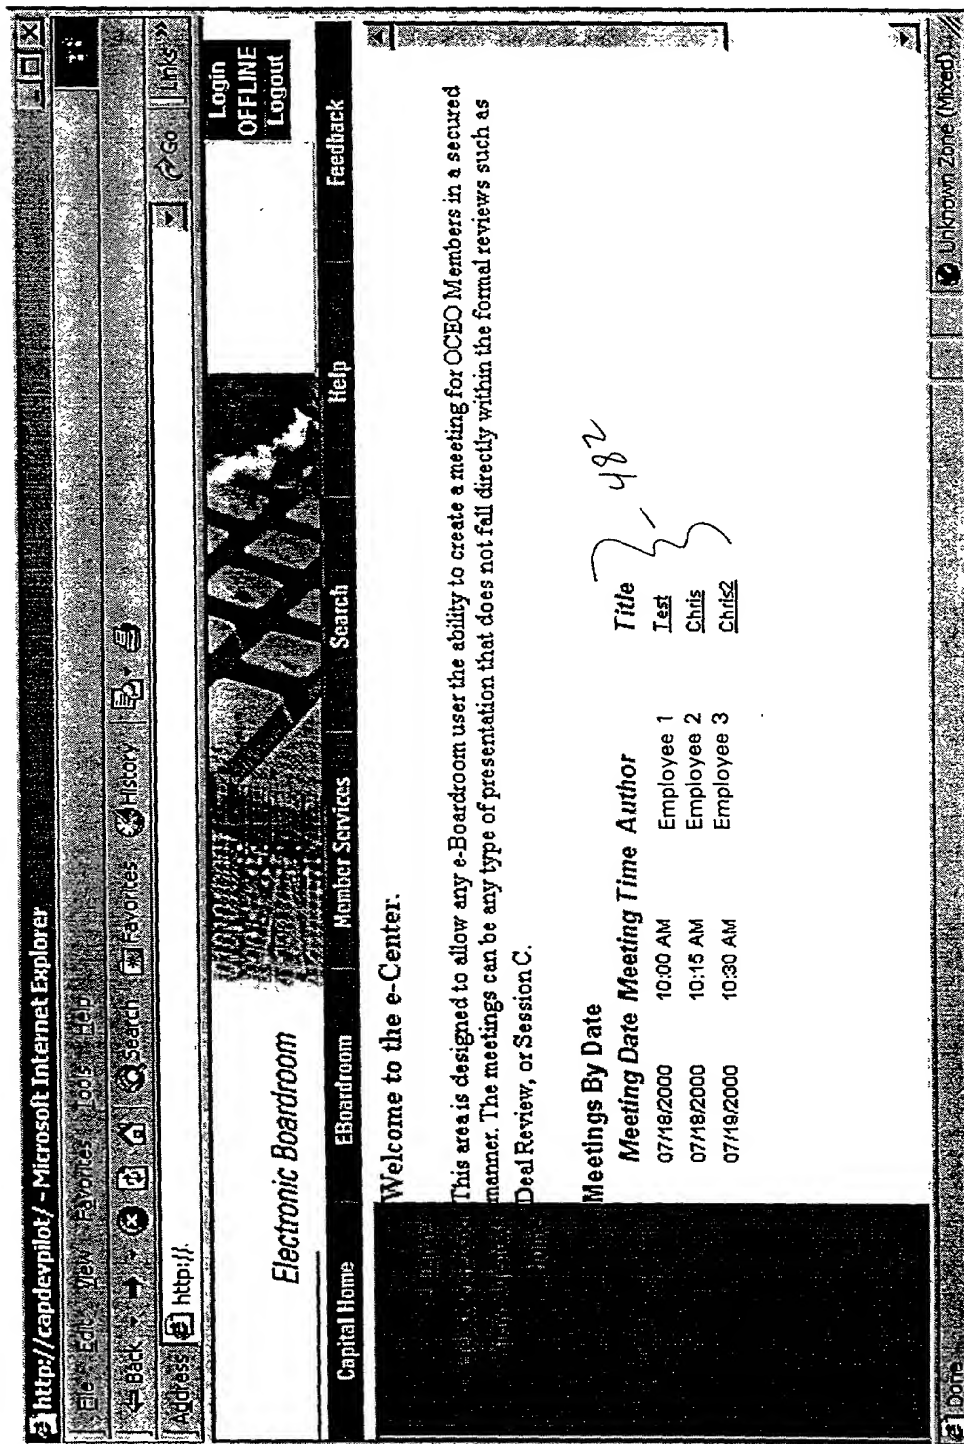 http://capdevpilot/ - Microsoft Internet Explorer
File Edit View Favorites Tools Help
Back Search Favorites History
Address http://. Go Links »
Electronic Boardroom
Login
OFFLINE
Logout
Capital Home EBoardroom Member Services Search Help Feedback
Welcome to the e-Center.
This area is designed to allow any e-Boardroom user the ability to create a meeting for OCEO Members in a secured
manner. The meetings can be any type of presentation that does not fall directly within the formal reviews such as
Deal Review, or Session C.
Meetings By Date
Meeting Date Meeting Time Author Title
07/18/2000 10:00 AM Employee 1 Test
07/18/2000 10:15 AM Employee 2 Chris
07/19/2000 10:30 AM Employee 3 Chris2
482
Done Unknown Zone (Mixed)